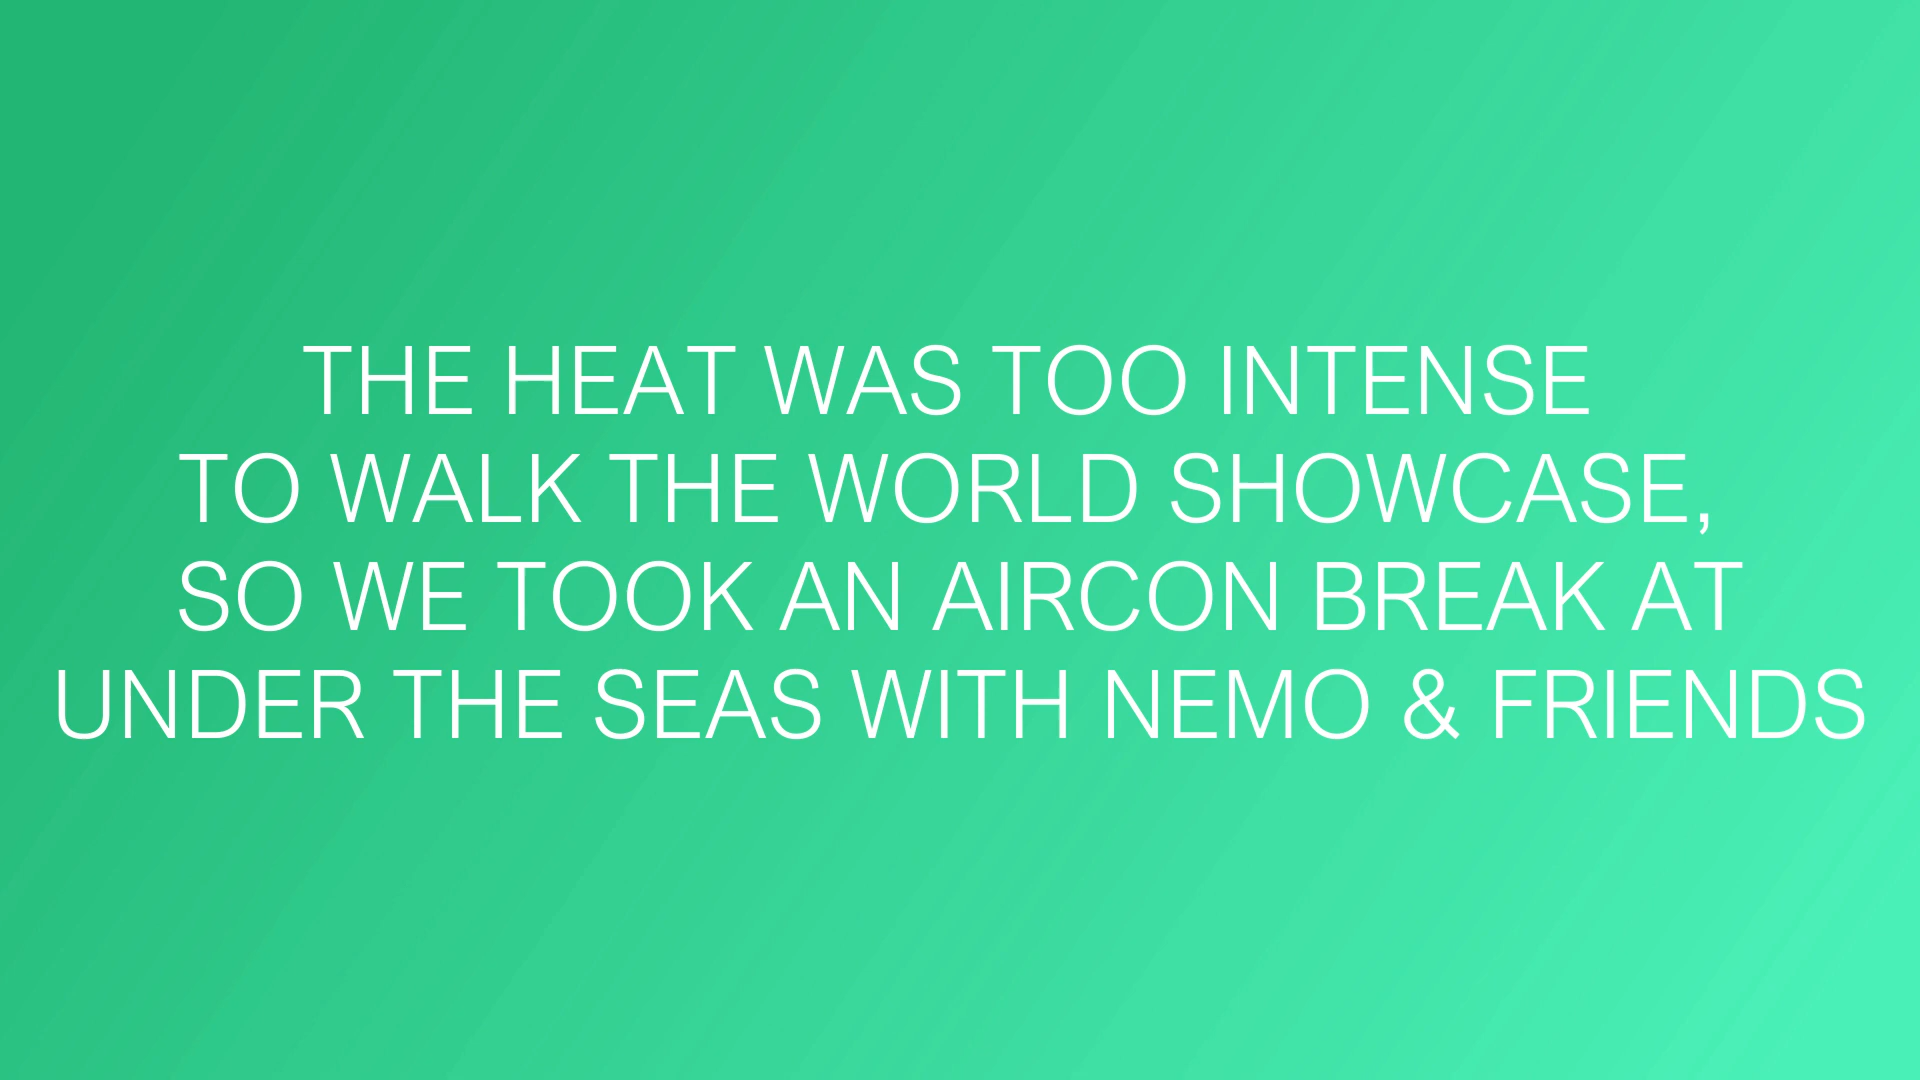 THE HEAT WAS TOO INTENSE
TO WALK THE WORLD SHOWCASE,
SO WE TOOK AN AIRCON BREAK AT
UNDER THE SEAS WITH NEMO & FRIENDS